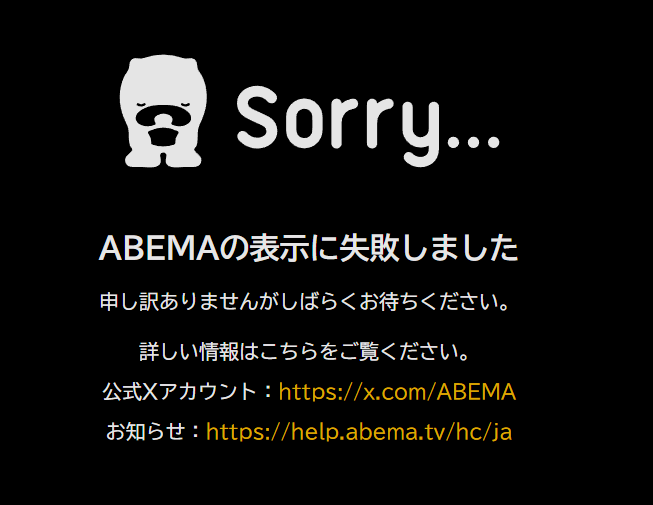 Sorry...
ABEMAの表示に失敗しました
申し訳ありませんがしばらくお待ちください。
詳しい情報はこちらをご覧ください。
公式Xアカウント：https://x.com/ABEMA
お知らせ：https://help.abema.tv/hc/ja